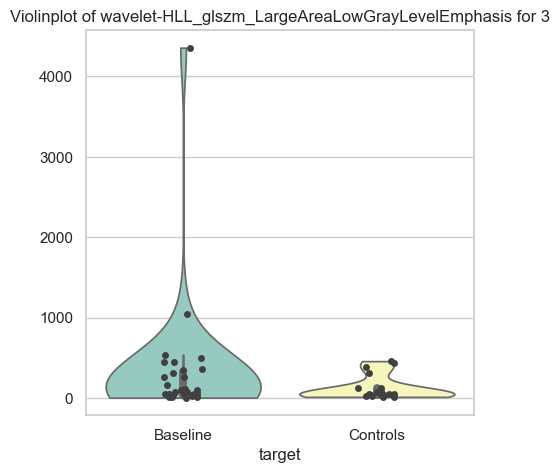 Violinplot of wavelet-HLL_glszm_LargeAreaLowGrayLevelEmphasis for 3
4000
3000
2000
1000
0
Baseline
Controls
target